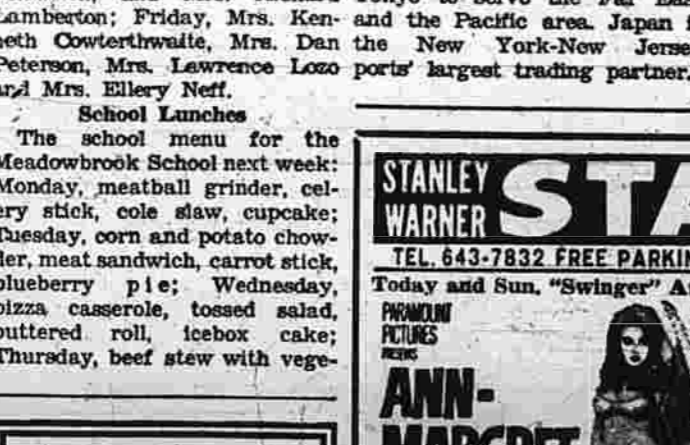 Lamberton; Friday, Mrs. Ken-
neth Cowterthwaite, Mrs. Dan
Peterson, Mrs. Lawrence Lozo
and Mrs. Ellery Neff.
School Lunches
The school menu for the
Meadowbrook School next week:
Monday, meatball grinder, cel-
ery stick, cole slaw, cupcake;
Tuesday, corn and potato chow-
der, meat sandwich, carrot stick,
blueberry pie; Wednesday,
pizza casserole, tossed salad,
buttered roll, icebox cake;
Thursday, beef stew with vege-
and the Pacific area. Japan
the New York-New Jerse
ports' largest trading partner.
STANLEY
WARNER
STA
TEL. 643-7832 FREE PARKIN
Today and Sun. "Swinger" A
PARAMOUNT
PICTURES
PRESENTS
ANN-
MARGRET